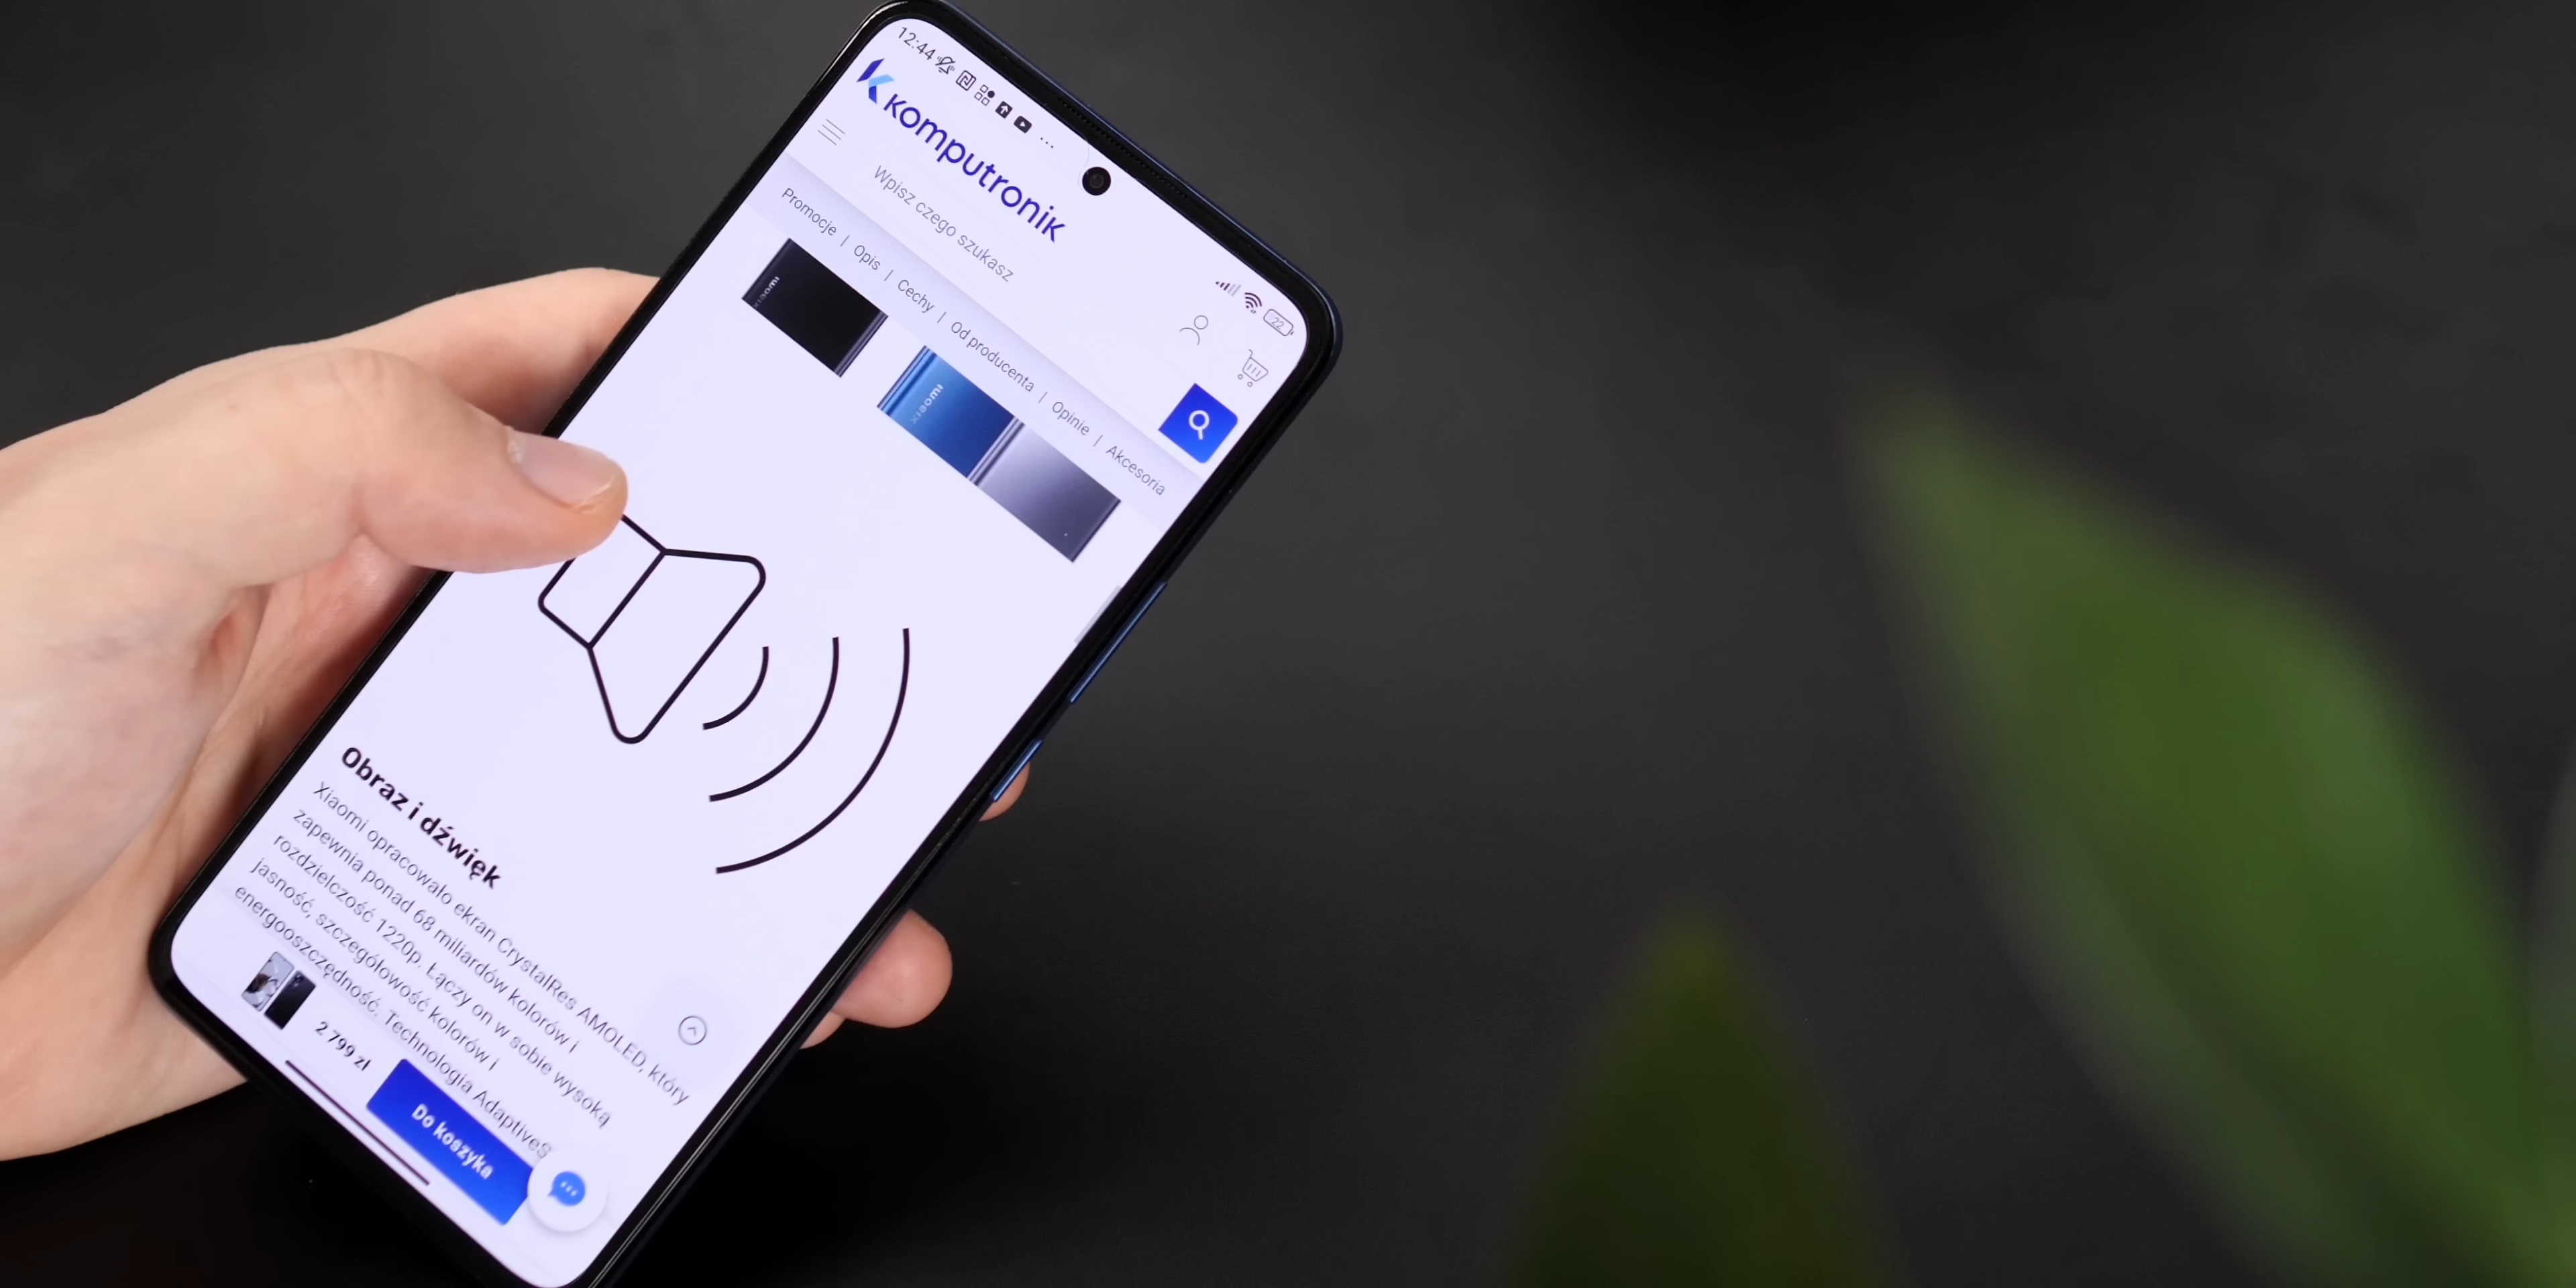 12:44
22
komputronik
Wpisz czego szukasz
Promocje | Opis | Cechy | Od producenta | Opinie | Akcesoria
xiaomi
xiaomi
Obraz i dźwięk
Xiaomi opracowało ekran CrystalRes AMOLED, który
zapewnia ponad 68 miliardów kolorów i
rozdzielczość 1220p. Łączy on w sobie wysoką
jasność, szczegółowość kolorów i
energooszczędność. Technologia AdaptiveS
2 799 zł
Do koszyka